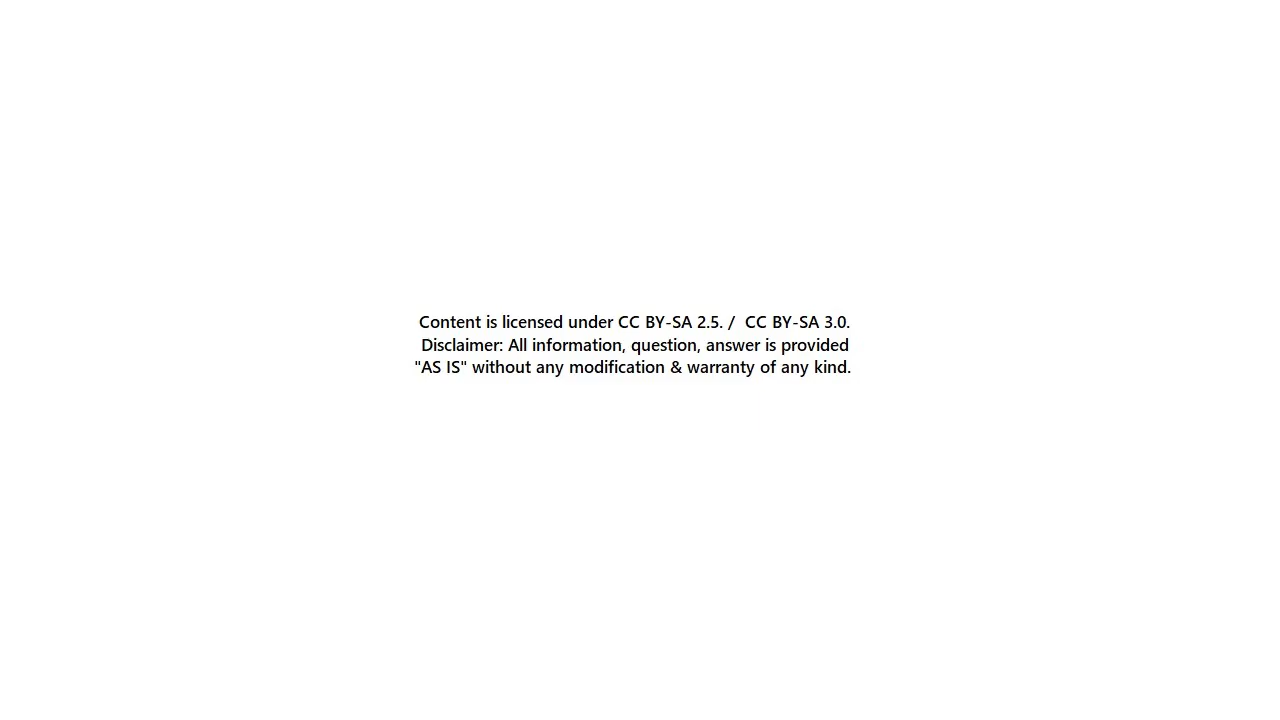 Content is licensed under CC BY-SA 2.5. /  CC BY-SA 3.0.
Disclaimer: All information, question, answer is provided
"AS IS" without any modification & warranty of any kind.